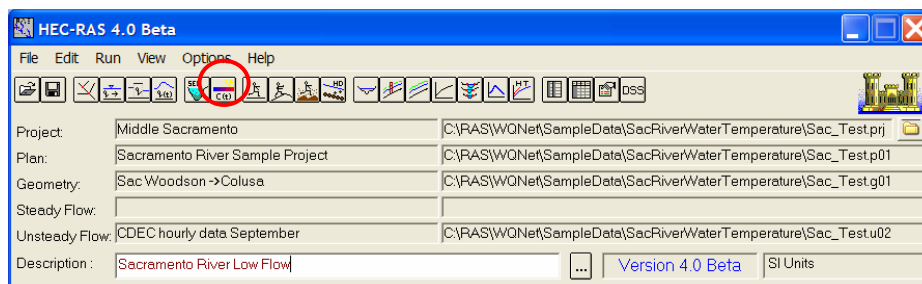 HEC-RAS 4.0 Beta
File Edit Run View Options Help
C(t) HD HT DSS
Project: Middle Sacramento C:\RAS\WQNet\SampleData\SacRiverWaterTemperature\Sac_Test.prj
Plan: Sacramento River Sample Project C:\RAS\WQNet\SampleData\SacRiverWaterTemperature\Sac_Test.p01
Geometry: Sac Woodson ->Colusa C:\RAS\WQNet\SampleData\SacRiverWaterTemperature\Sac_Test.g01
Steady Flow:
Unsteady Flow: CDEC hourly data September C:\RAS\WQNet\SampleData\SacRiverWaterTemperature\Sac_Test.u02
Description : Sacramento River Low Flow ... Version 4.0 Beta SI Units